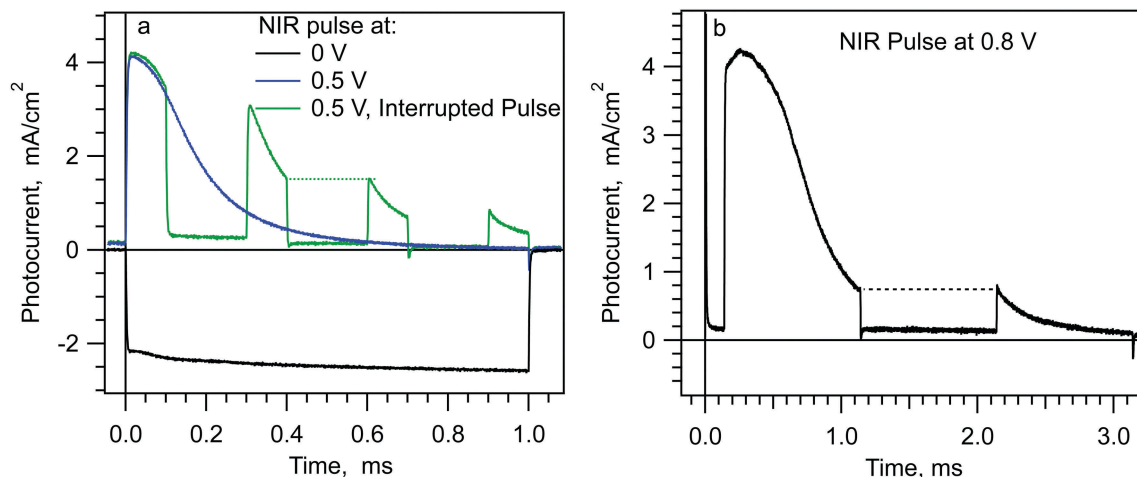 a
NIR pulse at:
0 V
0.5 V
0.5 V, Interrupted Pulse
Photocurrent, mA/cm²
4
2
0
-2
0.0 0.2 0.4 0.6 0.8 1.0
Time, ms
b
NIR Pulse at 0.8 V
Photocurrent, mA/cm²
4
3
2
1
0
0.0 1.0 2.0 3.0
Time, ms